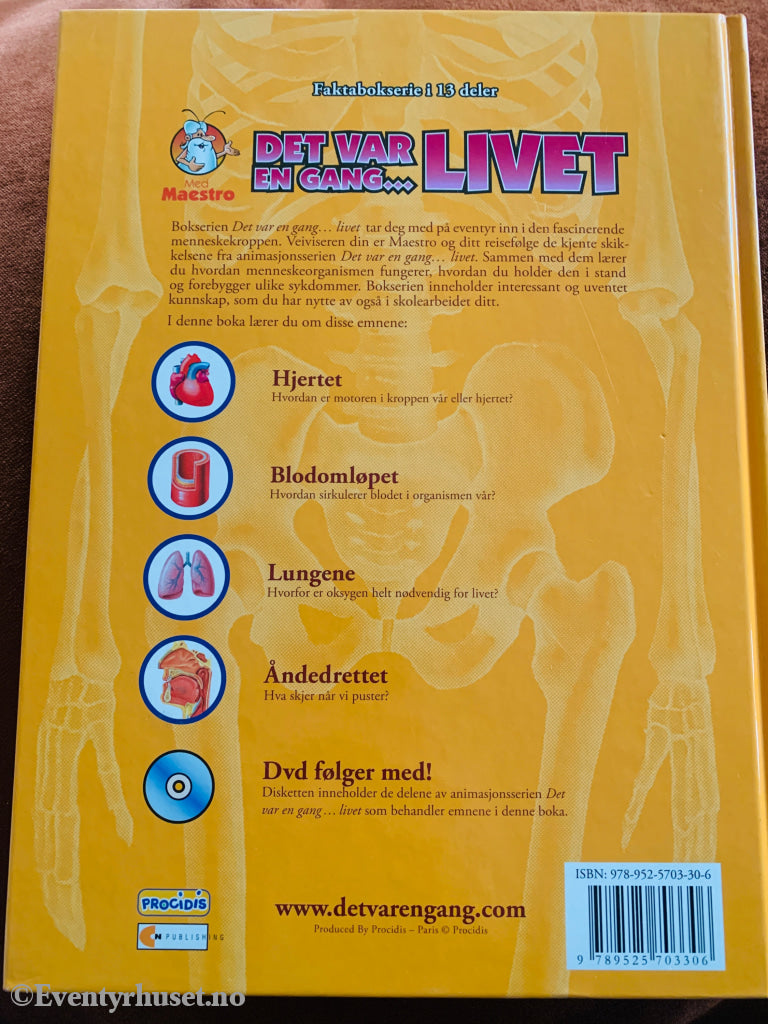 Faktabokserie i 13 deler
Med
Maestro
DET VAR
EN GANG... LIVET
Bokserien Det var en gang… livet tar deg med på eventyr inn i den fascinerende
menneskekroppen. Veiviseren din er Maestro og ditt reisefølge de kjente skik-
kelsene fra animasjonsserien Det var en gang… livet. Sammen med dem lærer
du hvordan menneskeorganismen fungerer, hvordan du holder den i stand
og forebygger ulike sykdommer. Bokserien inneholder interessant og uventet
kunnskap, som du har nytte av også i skolearbeidet ditt.
I denne boka lærer du om disse emnene:
Hjertet
Hvordan er motoren i kroppen vår eller hjertet?
Blodomløpet
Hvordan sirkulerer blodet i organismen vår?
Lungene
Hvorfor er oksygen helt nødvendig for livet?
Åndedrettet
Hva skjer når vi puster?
Dvd følger med!
Disketten inneholder de delene av animasjonsserien Det
var en gang… livet som behandler emnene i denne boka.
ISBN: 978-952-5703-30-6
9 789525 703306
PROCIDIS
CN PUBLISHING
www.detvarengang.com
Produced By Procidis – Paris © Procidis
©Eventyrhuset.no